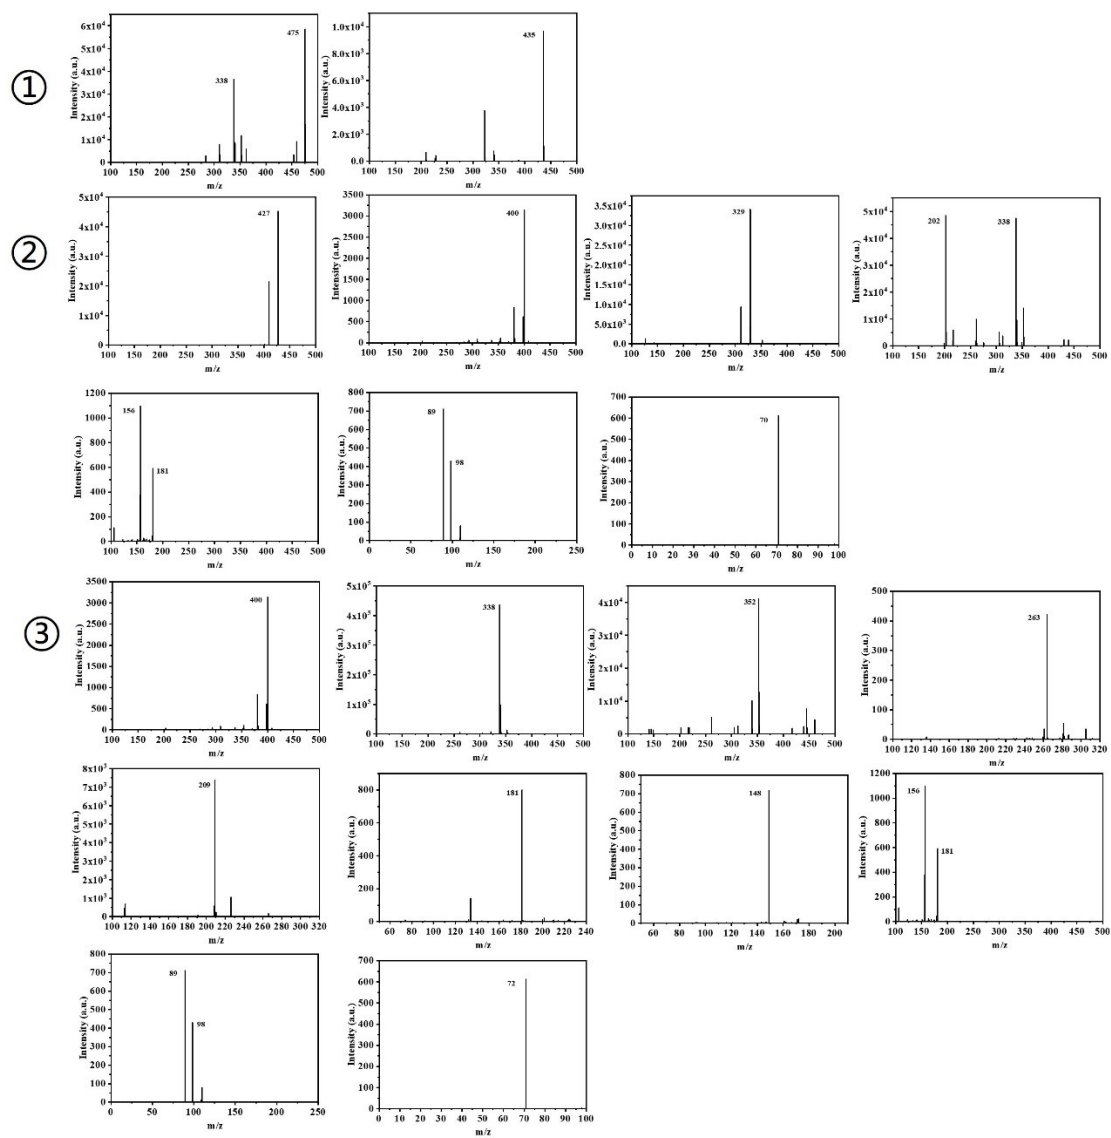 ①
Intensity (a.u.)
6x10⁴
5x10⁴
4x10⁴
3x10⁴
2x10⁴
1x10⁴
0
475
338
100 150 200 250 300 350 400 450 500
m/z
Intensity (a.u.)
1.0x10⁴
8.0x10³
6.0x10³
4.0x10³
2.0x10³
0.0
435
100 150 200 250 300 350 400 450 500
m/z
②
Intensity (a.u.)
5x10⁴
4x10⁴
3x10⁴
2x10⁴
1x10⁴
0
427
100 150 200 250 300 350 400 450 500
m/z
Intensity (a.u.)
3500
3000
2500
2000
1500
1000
500
0
400
100 150 200 250 300 350 400 450 500
m/z
Intensity (a.u.)
3.5x10⁴
3.0x10⁴
2.5x10⁴
2.0x10⁴
1.5x10⁴
1.0x10⁴
5.0x10³
0.0
329
100 150 200 250 300 350 400 450 500
m/z
Intensity (a.u.)
5x10⁴
4x10⁴
3x10⁴
2x10⁴
1x10⁴
0
202
338
100 150 200 250 300 350 400 450 500
m/z
Intensity (a.u.)
1200
1000
800
600
400
200
0
156
181
100 150 200 250 300 350 400 450 500
m/z
Intensity (a.u.)
800
700
600
500
400
300
200
100
0
89
98
0 50 100 150 200 250
m/z
Intensity (a.u.)
700
600
500
400
300
200
100
0
70
0 10 20 30 40 50 60 70 80 90 100
m/z
③
Intensity (a.u.)
3500
3000
2500
2000
1500
1000
500
0
400
100 150 200 250 300 350 400 450 500
m/z
Intensity (a.u.)
5x10⁵
4x10⁵
3x10⁵
2x10⁵
1x10⁵
0
338
100 150 200 250 300 350 400 450 500
m/z
Intensity (a.u.)
4x10⁴
3x10⁴
2x10⁴
1x10⁴
0
352
100 150 200 250 300 350 400 450 500
m/z
Intensity (a.u.)
500
400
300
200
100
0
263
100 120 140 160 180 200 220 240 260 280 300 320
m/z
Intensity (a.u.)
8x10³
7x10³
6x10³
5x10³
4x10³
3x10³
2x10³
1x10³
0
209
100 120 140 160 180 200 220 240 260 280 300 320
m/z
Intensity (a.u.)
800
600
400
200
0
181
60 80 100 120 140 160 180 200 220 240
m/z
Intensity (a.u.)
800
700
600
500
400
300
200
100
0
148
60 80 100 120 140 160 180 200
m/z
Intensity (a.u.)
1200
1000
800
600
400
200
0
156
181
100 150 200 250 300 350 400 450 500
m/z
Intensity (a.u.)
800
700
600
500
400
300
200
100
0
89
98
0 50 100 150 200 250
m/z
Intensity (a.u.)
700
600
500
400
300
200
100
0
72
0 10 20 30 40 50 60 70 80 90 100
m/z